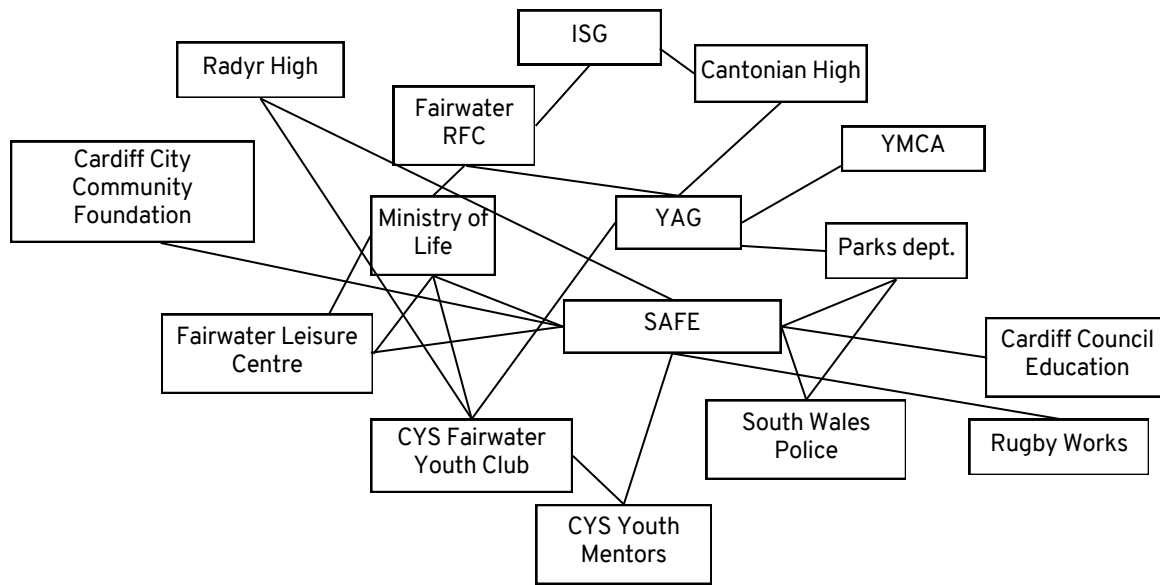 ISG
Radyr High
Cantonian High
Fairwater
RFC
YMCA
Cardiff City
Community
Foundation
Ministry of
Life
YAG
Parks dept.
SAFE
Fairwater Leisure
Centre
Cardiff Council
Education
CYS Fairwater
Youth Club
South Wales
Police
Rugby Works
CYS Youth
Mentors